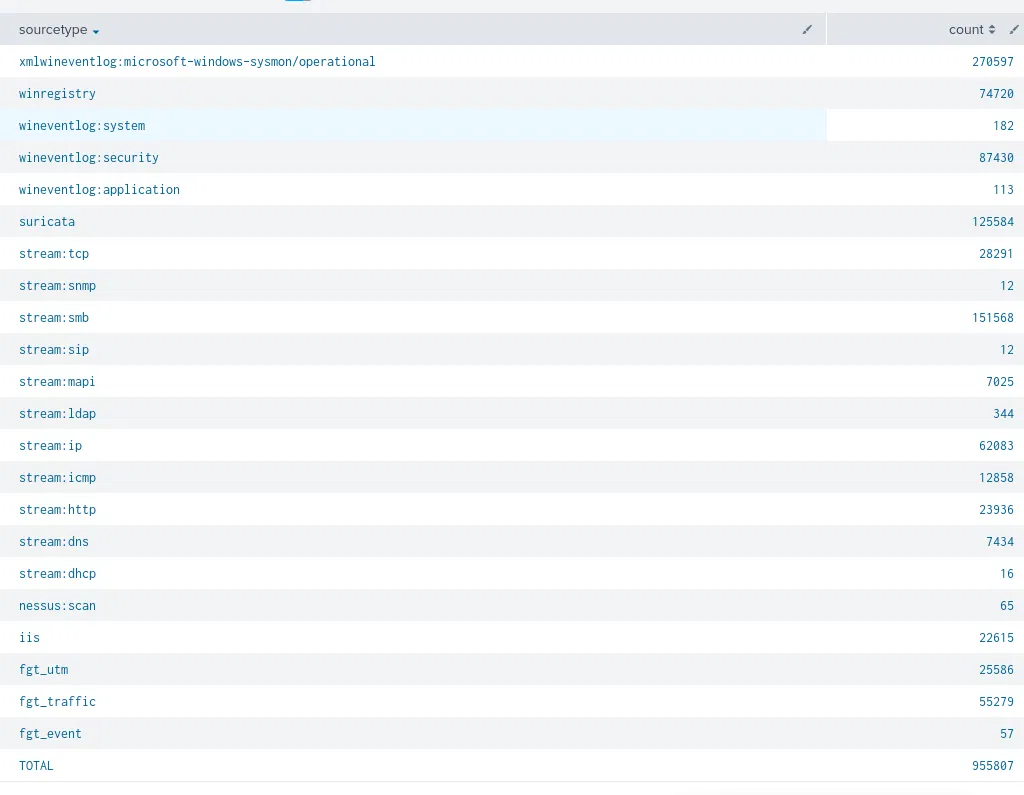 sourcetype count
xmlwineventlog:microsoft-windows-sysmon/operational 270597
winregistry 74720
wineventlog:system 182
wineventlog:security 87430
wineventlog:application 113
suricata 125584
stream:tcp 28291
stream:snmp 12
stream:smb 151568
stream:sip 12
stream:mapi 7025
stream:ldap 344
stream:ip 62083
stream:icmp 12858
stream:http 23936
stream:dns 7434
stream:dhcp 16
nessus:scan 65
iis 22615
fgt_utm 25586
fgt_traffic 55279
fgt_event 57
TOTAL 955807